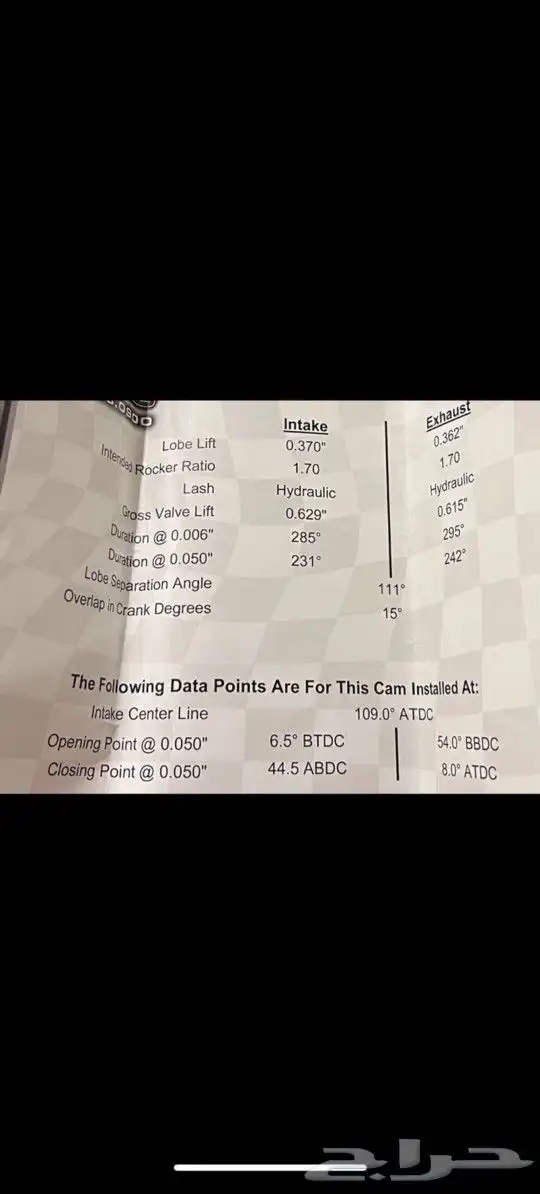 Intake Exhaust
Lobe Lift 0.370" 0.362"
Intended Rocker Ratio 1.70 1.70
Lash Hydraulic Hydraulic
Gross Valve Lift 0.629" 0.615"
Duration @ 0.006" 285° 295°
Duration @ 0.050" 231° 242°
Lobe Separation Angle 111°
Overlap in Crank Degrees 15°
The Following Data Points Are For This Cam Installed At:
Intake Center Line 109.0° ATDC
Opening Point @ 0.050" 6.5° BTDC 54.0° BBDC
Closing Point @ 0.050" 44.5 ABDC 8.0° ATDC
حراج